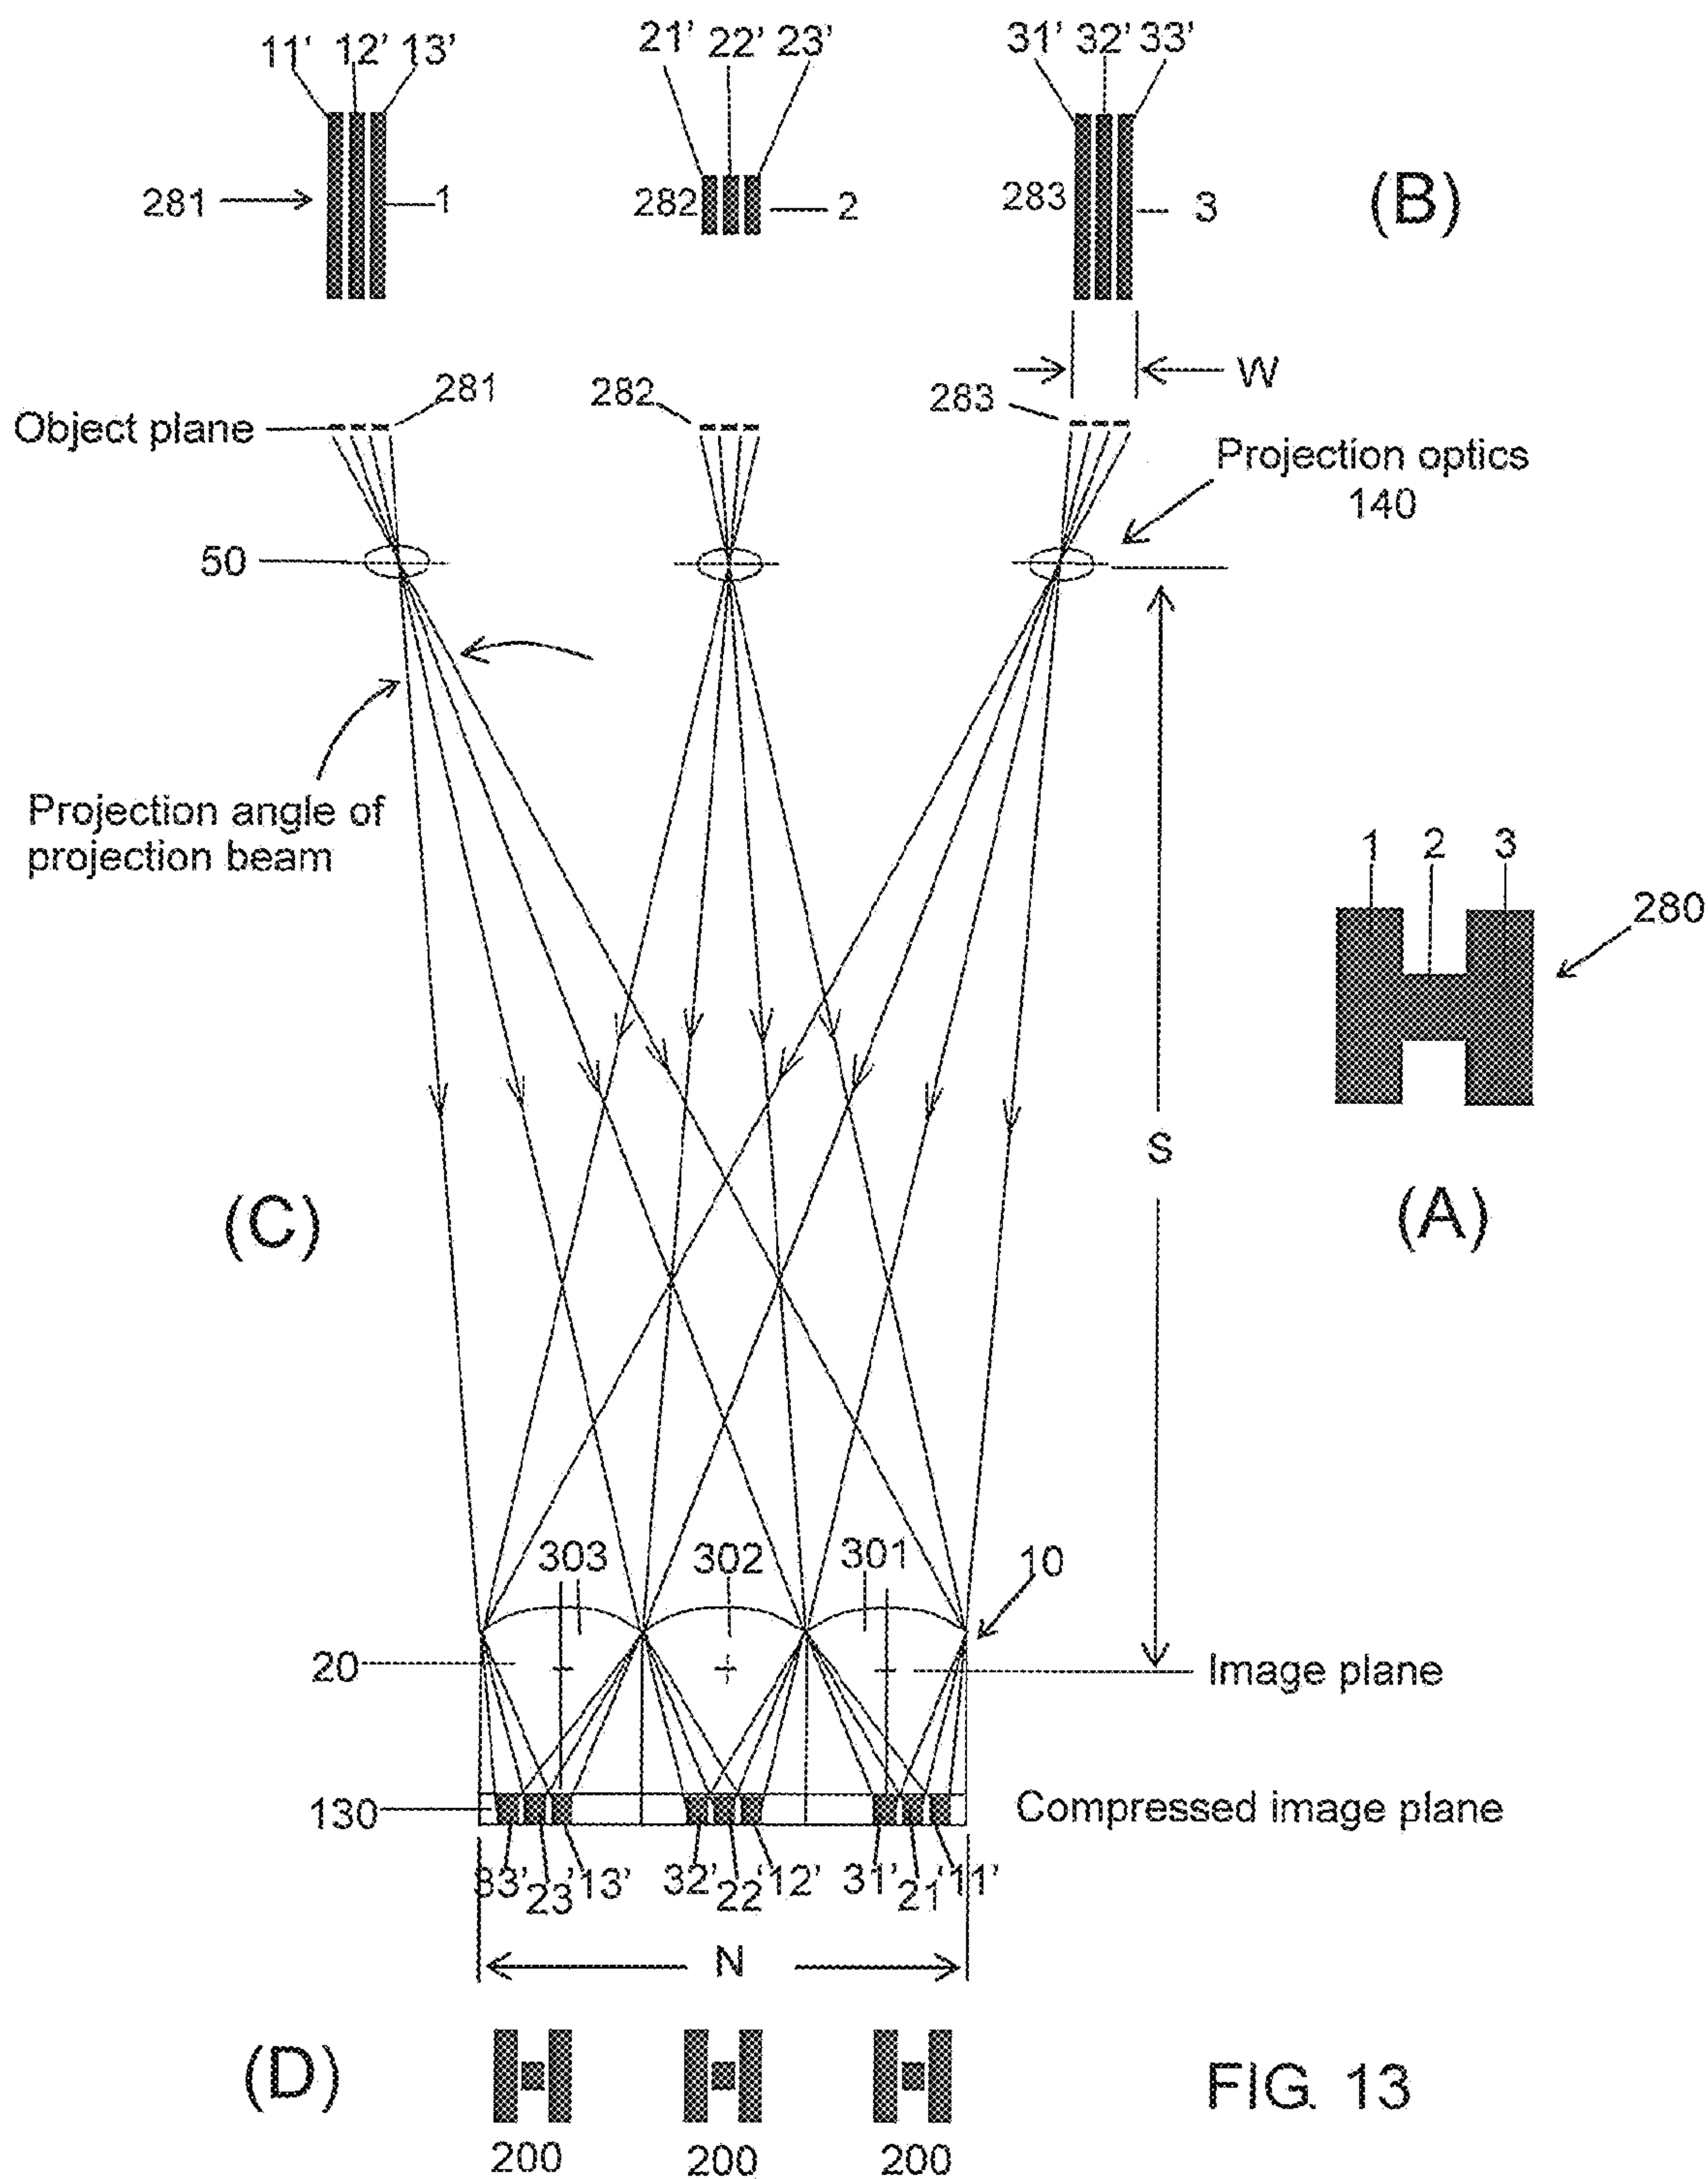 11' 12' 13'
21' 22' 23'
31' 32' 33'
281
1
282
2
283
3
(B)
W
281
282
283
Object plane
Projection optics
140
50
Projection angle of
projection beam
1 2 3
280
S
(C)
(A)
303 302 301 10
20
Image plane
130
Compressed image plane
33' 23' 13' 32' 22' 12' 31' 21' 11'
N
(D)
200 200 200
FIG. 13